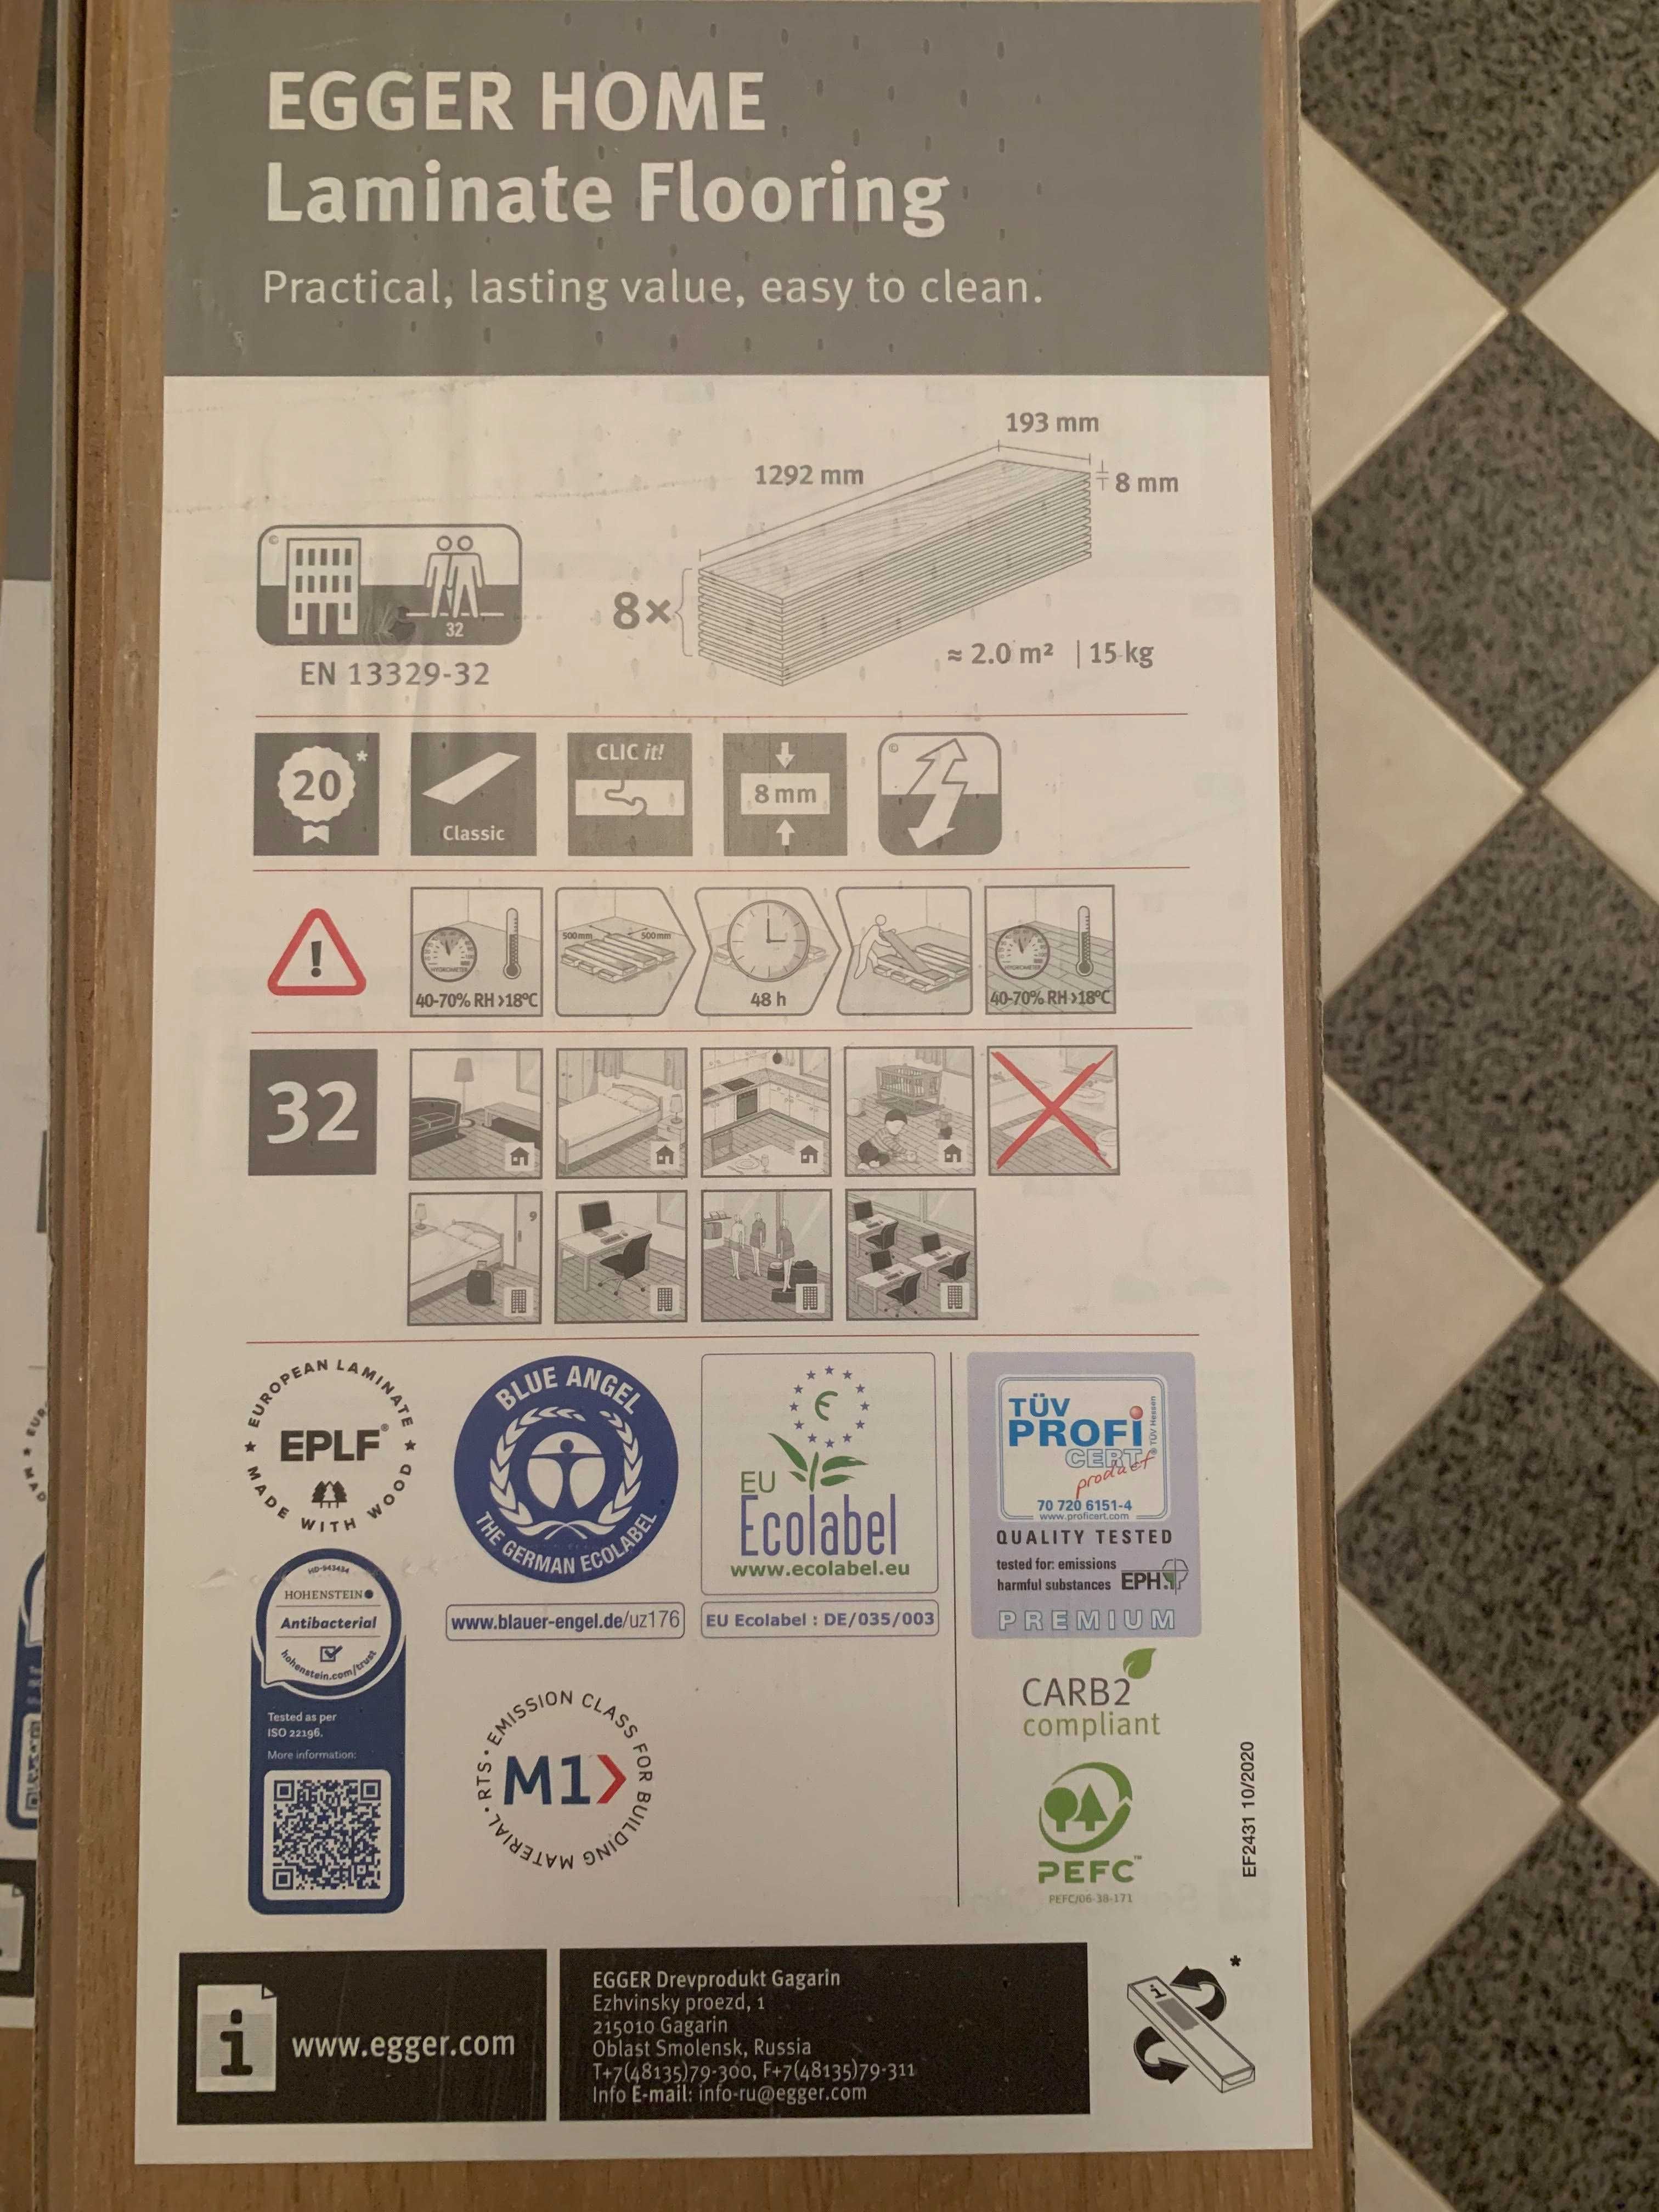 EGGER HOME
Laminate Flooring
Practical, lasting value, easy to clean.
193 mm
1292 mm
8 mm
8×
≈ 2.0 m² | 15 kg
©
32
EN 13329-32
20*
Classic
CLIC it!
8 mm
©
!
HYGROMETER
40-70% RH >18°C
500mm
500mm
48 h
HYGROMETER
40-70% RH >18°C
32
9
EUROPEAN LAMINATE
EPLF®
MADE WITH WOOD
BLUE ANGEL
THE GERMAN ECOLABEL
www.blauer-engel.de/uz176
EU
Ecolabel
www.ecolabel.eu
EU Ecolabel : DE/035/003
TÜV
PROFi
CERT
product
® TÜV Hessen
70 720 6151-4
www.proficert.com
QUALITY TESTED
tested for: emissions
harmful substances EPH
PREMIUM
HOHENSTEIN
Antibacterial
hohenstein.com/trust
Tested as per
ISO 22196.
More information:
M1
RTS • EMISSION CLASS FOR BUILDING MATERIAL •
CARB2
compliant
PEFC™
PEFC/06-38-171
EF2431 10/2020
i
www.egger.com
EGGER Drevprodukt Gagarin
Ezhvinsky proezd, 1
215010 Gagarin
Oblast Smolensk, Russia
T+7(48135)79-300, F+7(48135)79-311
Info E-mail: info-ru@egger.com
i
*